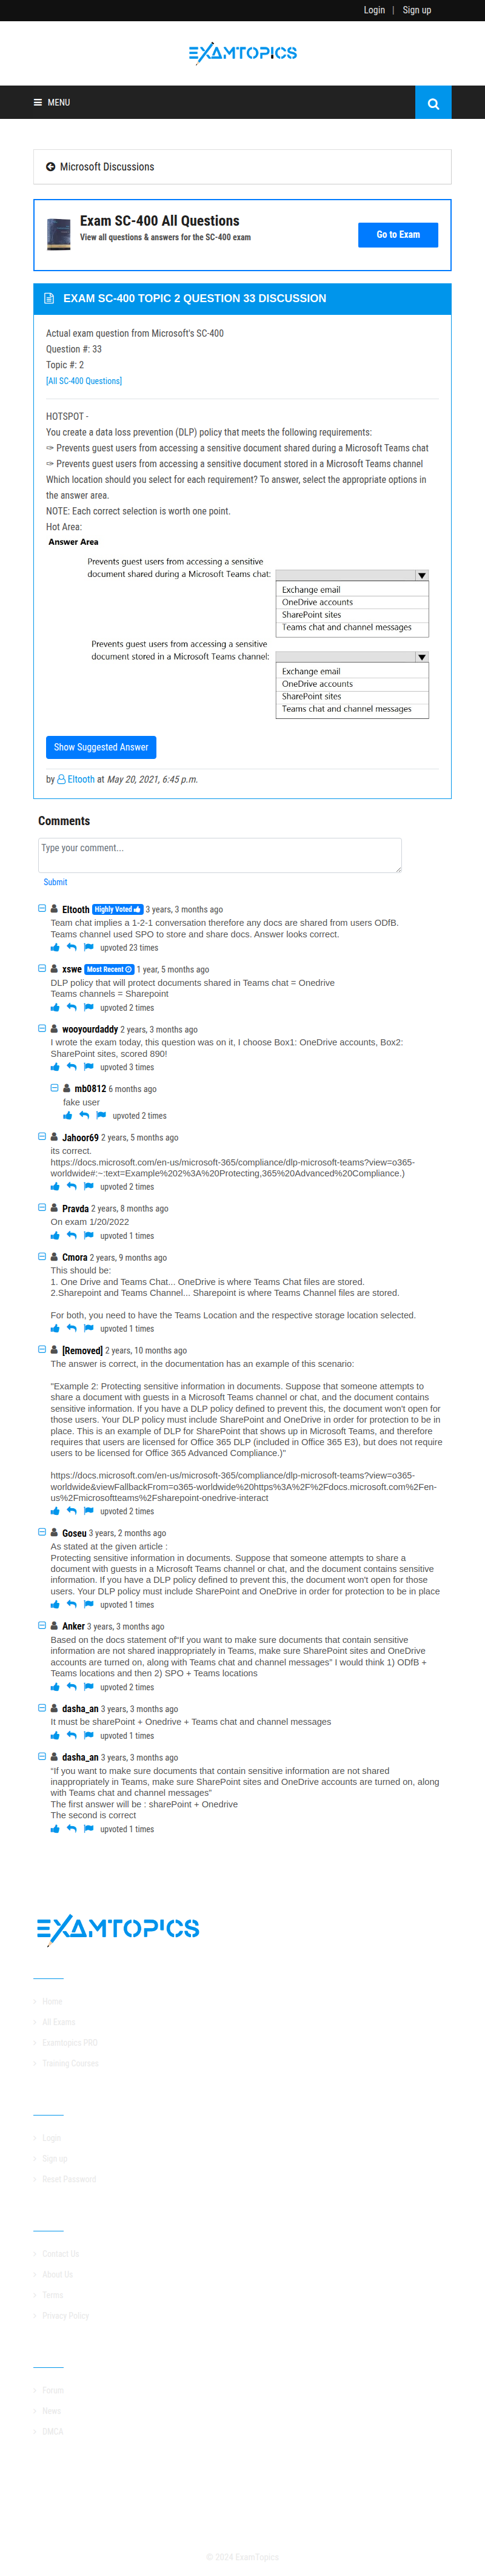 Login | Sign up
EXAMTOPICS
MENU
Microsoft Discussions
Exam SC-400 All Questions
View all questions & answers for the SC-400 exam
Go to Exam
EXAM SC-400 TOPIC 2 QUESTION 33 DISCUSSION
Actual exam question from Microsoft's SC-400
Question #: 33
Topic #: 2
[All SC-400 Questions]
HOTSPOT -
You create a data loss prevention (DLP) policy that meets the following requirements:
✑ Prevents guest users from accessing a sensitive document shared during a Microsoft Teams chat
✑ Prevents guest users from accessing a sensitive document stored in a Microsoft Teams channel
Which location should you select for each requirement? To answer, select the appropriate options in
the answer area.
NOTE: Each correct selection is worth one point.
Hot Area:
Answer Area
Prevents guest users from accessing a sensitive
document shared during a Microsoft Teams chat:
Exchange email
OneDrive accounts
SharePoint sites
Teams chat and channel messages
Prevents guest users from accessing a sensitive
document stored in a Microsoft Teams channel:
Exchange email
OneDrive accounts
SharePoint sites
Teams chat and channel messages
Show Suggested Answer
by Eltooth at May 20, 2021, 6:45 p.m.
Comments
Type your comment...
Submit
Eltooth Highly Voted 3 years, 3 months ago
Team chat implies a 1-2-1 conversation therefore any docs are shared from users ODfB.
Teams channel used SPO to store and share docs. Answer looks correct.
upvoted 23 times
xswe Most Recent 1 year, 5 months ago
DLP policy that will protect documents shared in Teams chat = Onedrive
Teams channels = Sharepoint
upvoted 2 times
wooyourdaddy 2 years, 3 months ago
I wrote the exam today, this question was on it, I choose Box1: OneDrive accounts, Box2:
SharePoint sites, scored 890!
upvoted 3 times
mb0812 6 months ago
fake user
upvoted 2 times
Jahoor69 2 years, 5 months ago
its correct.
https://docs.microsoft.com/en-us/microsoft-365/compliance/dlp-microsoft-teams?view=o365-
worldwide#:~:text=Example%202%3A%20Protecting,365%20Advanced%20Compliance.)
upvoted 2 times
Pravda 2 years, 8 months ago
On exam 1/20/2022
upvoted 1 times
Cmora 2 years, 9 months ago
This should be:
1. One Drive and Teams Chat... OneDrive is where Teams Chat files are stored.
2.Sharepoint and Teams Channel... Sharepoint is where Teams Channel files are stored.
For both, you need to have the Teams Location and the respective storage location selected.
upvoted 1 times
[Removed] 2 years, 10 months ago
The answer is correct, in the documentation has an example of this scenario:
"Example 2: Protecting sensitive information in documents. Suppose that someone attempts to
share a document with guests in a Microsoft Teams channel or chat, and the document contains
sensitive information. If you have a DLP policy defined to prevent this, the document won't open for
those users. Your DLP policy must include SharePoint and OneDrive in order for protection to be in
place. This is an example of DLP for SharePoint that shows up in Microsoft Teams, and therefore
requires that users are licensed for Office 365 DLP (included in Office 365 E3), but does not require
users to be licensed for Office 365 Advanced Compliance.)"
https://docs.microsoft.com/en-us/microsoft-365/compliance/dlp-microsoft-teams?view=o365-
worldwide&viewFallbackFrom=o365-worldwide%20https%3A%2F%2Fdocs.microsoft.com%2Fen-
us%2Fmicrosoftteams%2Fsharepoint-onedrive-interact
upvoted 2 times
Goseu 3 years, 2 months ago
As stated at the given article :
Protecting sensitive information in documents. Suppose that someone attempts to share a
document with guests in a Microsoft Teams channel or chat, and the document contains sensitive
information. If you have a DLP policy defined to prevent this, the document won't open for those
users. Your DLP policy must include SharePoint and OneDrive in order for protection to be in place
upvoted 1 times
Anker 3 years, 3 months ago
Based on the docs statement of“If you want to make sure documents that contain sensitive
information are not shared inappropriately in Teams, make sure SharePoint sites and OneDrive
accounts are turned on, along with Teams chat and channel messages” I would think 1) ODfB +
Teams locations and then 2) SPO + Teams locations
upvoted 2 times
dasha_an 3 years, 3 months ago
It must be sharePoint + Onedrive + Teams chat and channel messages
upvoted 1 times
dasha_an 3 years, 3 months ago
“If you want to make sure documents that contain sensitive information are not shared
inappropriately in Teams, make sure SharePoint sites and OneDrive accounts are turned on, along
with Teams chat and channel messages”
The first answer will be : sharePoint + Onedrive
The second is correct
upvoted 1 times
EXAMTOPICS
Home
All Exams
Examtopics PRO
Training Courses
Login
Sign up
Reset Password
Contact Us
About Us
Terms
Privacy Policy
Forum
News
DMCA
© 2024 ExamTopics